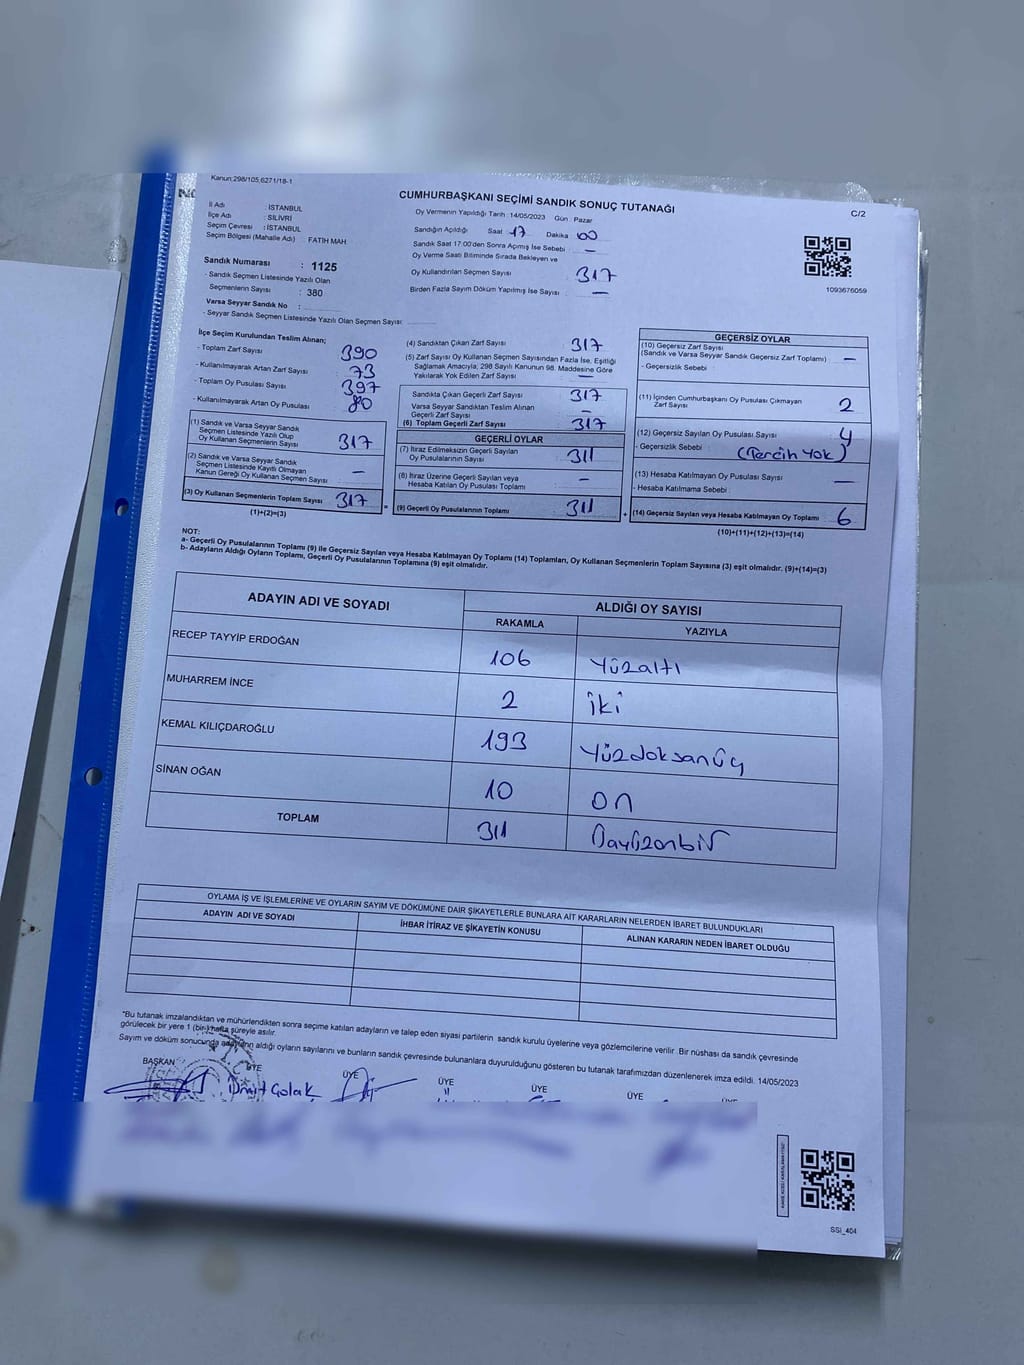 Kanun:298/105,6271/18-1
CUMHURBAŞKANI SEÇİMİ SANDIK SONUÇ TUTANAĞI
C/2
İl Adı : İSTANBUL
İlçe Adı : SİLİVRİ
Seçim Çevresi : İSTANBUL
Seçim Bölgesi (Mahalle Adı) FATİH MAH
Sandık Numarası : 1125
- Sandık Seçmen Listesinde Yazılı Olan
Seçmenlerin Sayısı : 380
Varsa Seyyar Sandık No :
- Seyyar Sandık Seçmen Listesinde Yazılı Olan Seçmen Sayısı:
Oy Vermenin Yapıldığı Tarih : 14/05/2023 Gün : Pazar
Sandığın Açıldığı Saat 17 Dakika 00
Sandık Saat 17:00'den Sonra Açılmış İse Sebebi : —
Oy Verme Saati Bitiminde Sırada Bekleyen ve
Oy Kullandırılan Seçmen Sayısı : 317
Birden Fazla Sayım Döküm Yapılmış İse Sayısı : —
1093676059
İlçe Seçim Kurulundan Teslim Alınan;
- Toplam Zarf Sayısı 390
- Kullanılmayarak Artan Zarf Sayısı 73
- Toplam Oy Pusulası Sayısı 397
- Kullanılmayarak Artan Oy Pusulası 80
(1) Sandık ve Varsa Seyyar Sandık
Seçmen Listesinde Yazılı Olup
Oy Kullanan Seçmenlerin Sayısı 317
(2) Sandık ve Varsa Seyyar Sandık
Seçmen Listesinde Kayıtlı Olmayan
Kanun Gereği Oy Kullanan Seçmen Sayısı —
(3) Oy Kullanan Seçmenlerin Toplam Sayısı 317
(1)+(2)=(3)
(4) Sandıktan Çıkan Zarf Sayısı 317
(5) Zarf Sayısı Oy Kullanan Seçmen Sayısından Fazla İse, Eşitliği
Sağlamak Amacıyla; 298 Sayılı Kanunun 98. Maddesine Göre
Yakılarak Yok Edilen Zarf Sayısı —
Sandıkta Çıkan Geçerli Zarf Sayısı 317
Varsa Seyyar Sandıktan Teslim Alınan
Geçerli Zarf Sayısı —
(6) Toplam Geçerli Zarf Sayısı 317
GEÇERLİ OYLAR
(7) İtiraz Edilmeksizin Geçerli Sayılan
Oy Pusulalarının Sayısı 311
(8) İtiraz Üzerine Geçerli Sayılan veya
Hesaba Katılan Oy Pusulası Toplamı —
(9) Geçerli Oy Pusulalarının Toplamı 311
GEÇERSİZ OYLAR
(10) Geçersiz Zarf Sayısı
(Sandık ve Varsa Seyyar Sandık Geçersiz Zarf Toplamı) —
- Geçersizlik Sebebi :
(11) İçinden Cumhurbaşkanı Oy Pusulası Çıkmayan
Zarf Sayısı 2
(12) Geçersiz Sayılan Oy Pusulası Sayısı 4
- Geçersizlik Sebebi : (Tercih Yok)
(13) Hesaba Katılmayan Oy Pusulası Sayısı —
- Hesaba Katılmama Sebebi :
(14) Geçersiz Sayılan veya Hesaba Katılmayan Oy Toplamı 6
(10)+(11)+(12)+(13)=(14)
NOT:
a- Geçerli Oy Pusulalarının Toplamı (9) ile Geçersiz Sayılan veya Hesaba Katılmayan Oy Toplamı (14) Toplamları, Oy Kullanan Seçmenlerin Toplam Sayısına (3) eşit olmalıdır. (9)+(14)=(3)
b- Adayların Aldığı Oyların Toplamı, Geçerli Oy Pusulalarının Toplamına (9) eşit olmalıdır.
ADAYIN ADI VE SOYADI ALDIĞI OY SAYISI
RAKAMLA YAZIYLA
RECEP TAYYİP ERDOĞAN 106 Yüzaltı
MUHARREM İNCE 2 iki
KEMAL KILIÇDAROĞLU 193 Yüzdoksanüç
SİNAN OĞAN 10 on
TOPLAM 311 Üçyüzonbir
OYLAMA İŞ VE İŞLEMLERİNE VE OYLARIN SAYIM VE DÖKÜMÜNE DAİR ŞİKAYETLERLE BUNLARA AİT KARARLARIN NELERDEN İBARET BULUNDUKLARI
ADAYIN ADI VE SOYADI İHBAR İTİRAZ VE ŞİKAYETİN KONUSU ALINAN KARARIN NEDEN İBARET OLDUĞU
"Bu tutanak imzalandıktan ve mühürlendikten sonra seçime katılan adayların ve talep eden siyasi partilerin sandık kurulu üyelerine veya gözlemcilerine verilir. Bir nüshası da sandık çevresinde
görülecek bir yere 1 (bir) hafta süreyle asılır.
Sayım ve döküm sonucunda adayların aldığı oyların sayılarını ve bunların sandık çevresinde bulunanlara duyurulduğunu gösteren bu tutanak tarafımızdan düzenlenerek imza edildi. 14/05/2023
BAŞKAN ÜYE ÜYE ÜYE ÜYE ÜYE ÜYE
Ümit Çolak
SSI_404